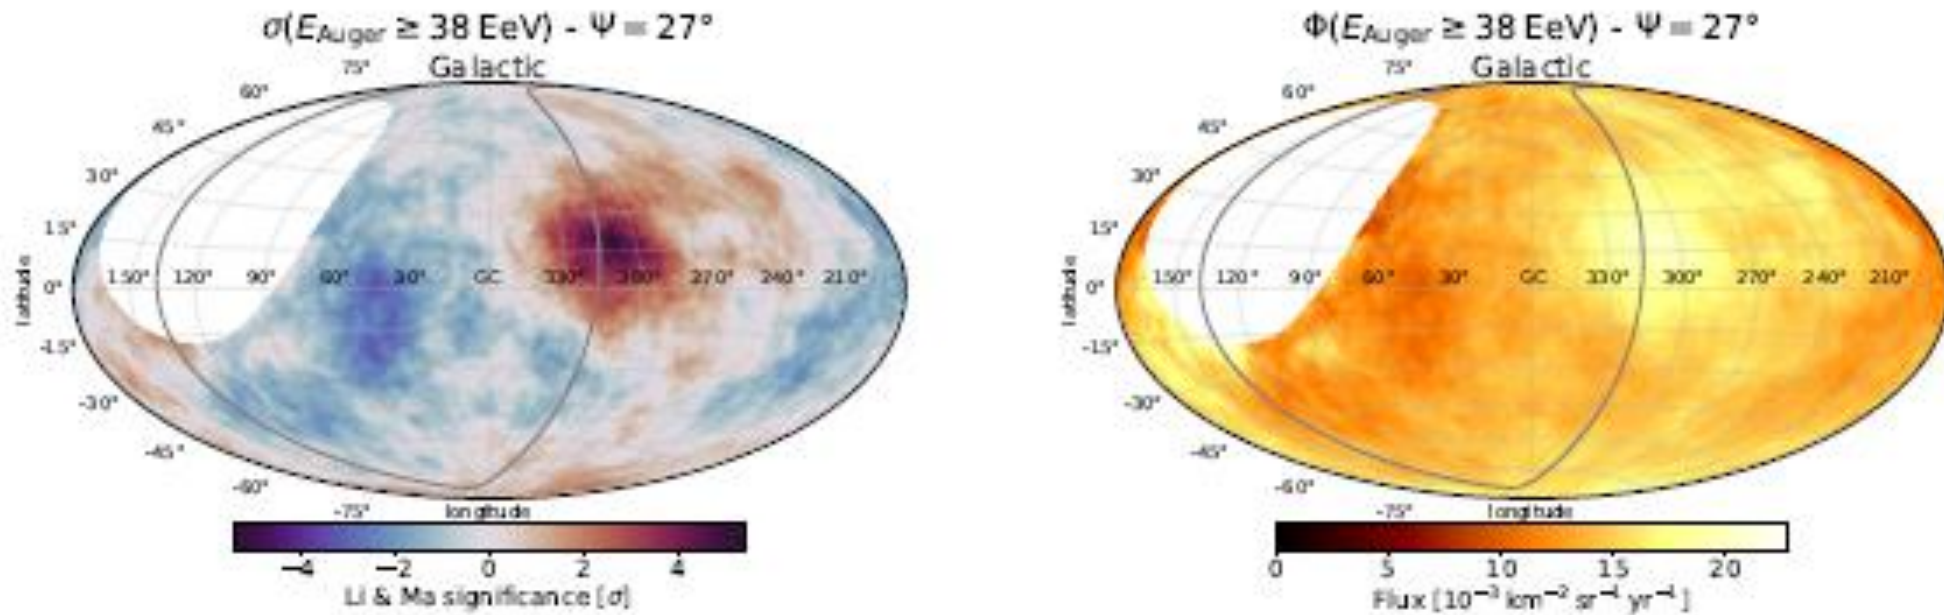 σ(E_Auger ≥ 38 EeV) - Ψ = 27°
Galactic
75°
60°
45°
30°
15°
0°
-15°
-30°
-45°
-60°
-75°
latitude
150° 120° 90° 60° 30° GC 330° 300° 270° 240° 210°
longitude
−4 −2 0 2 4
Li & Ma significance [σ]
Φ(E_Auger ≥ 38 EeV) - Ψ = 27°
Galactic
75°
60°
45°
30°
15°
0°
-15°
-30°
-45°
-60°
-75°
latitude
150° 120° 90° 60° 30° GC 330° 300° 270° 240° 210°
longitude
0 5 10 15 20
Flux [10⁻³ km⁻² sr⁻¹ yr⁻¹]